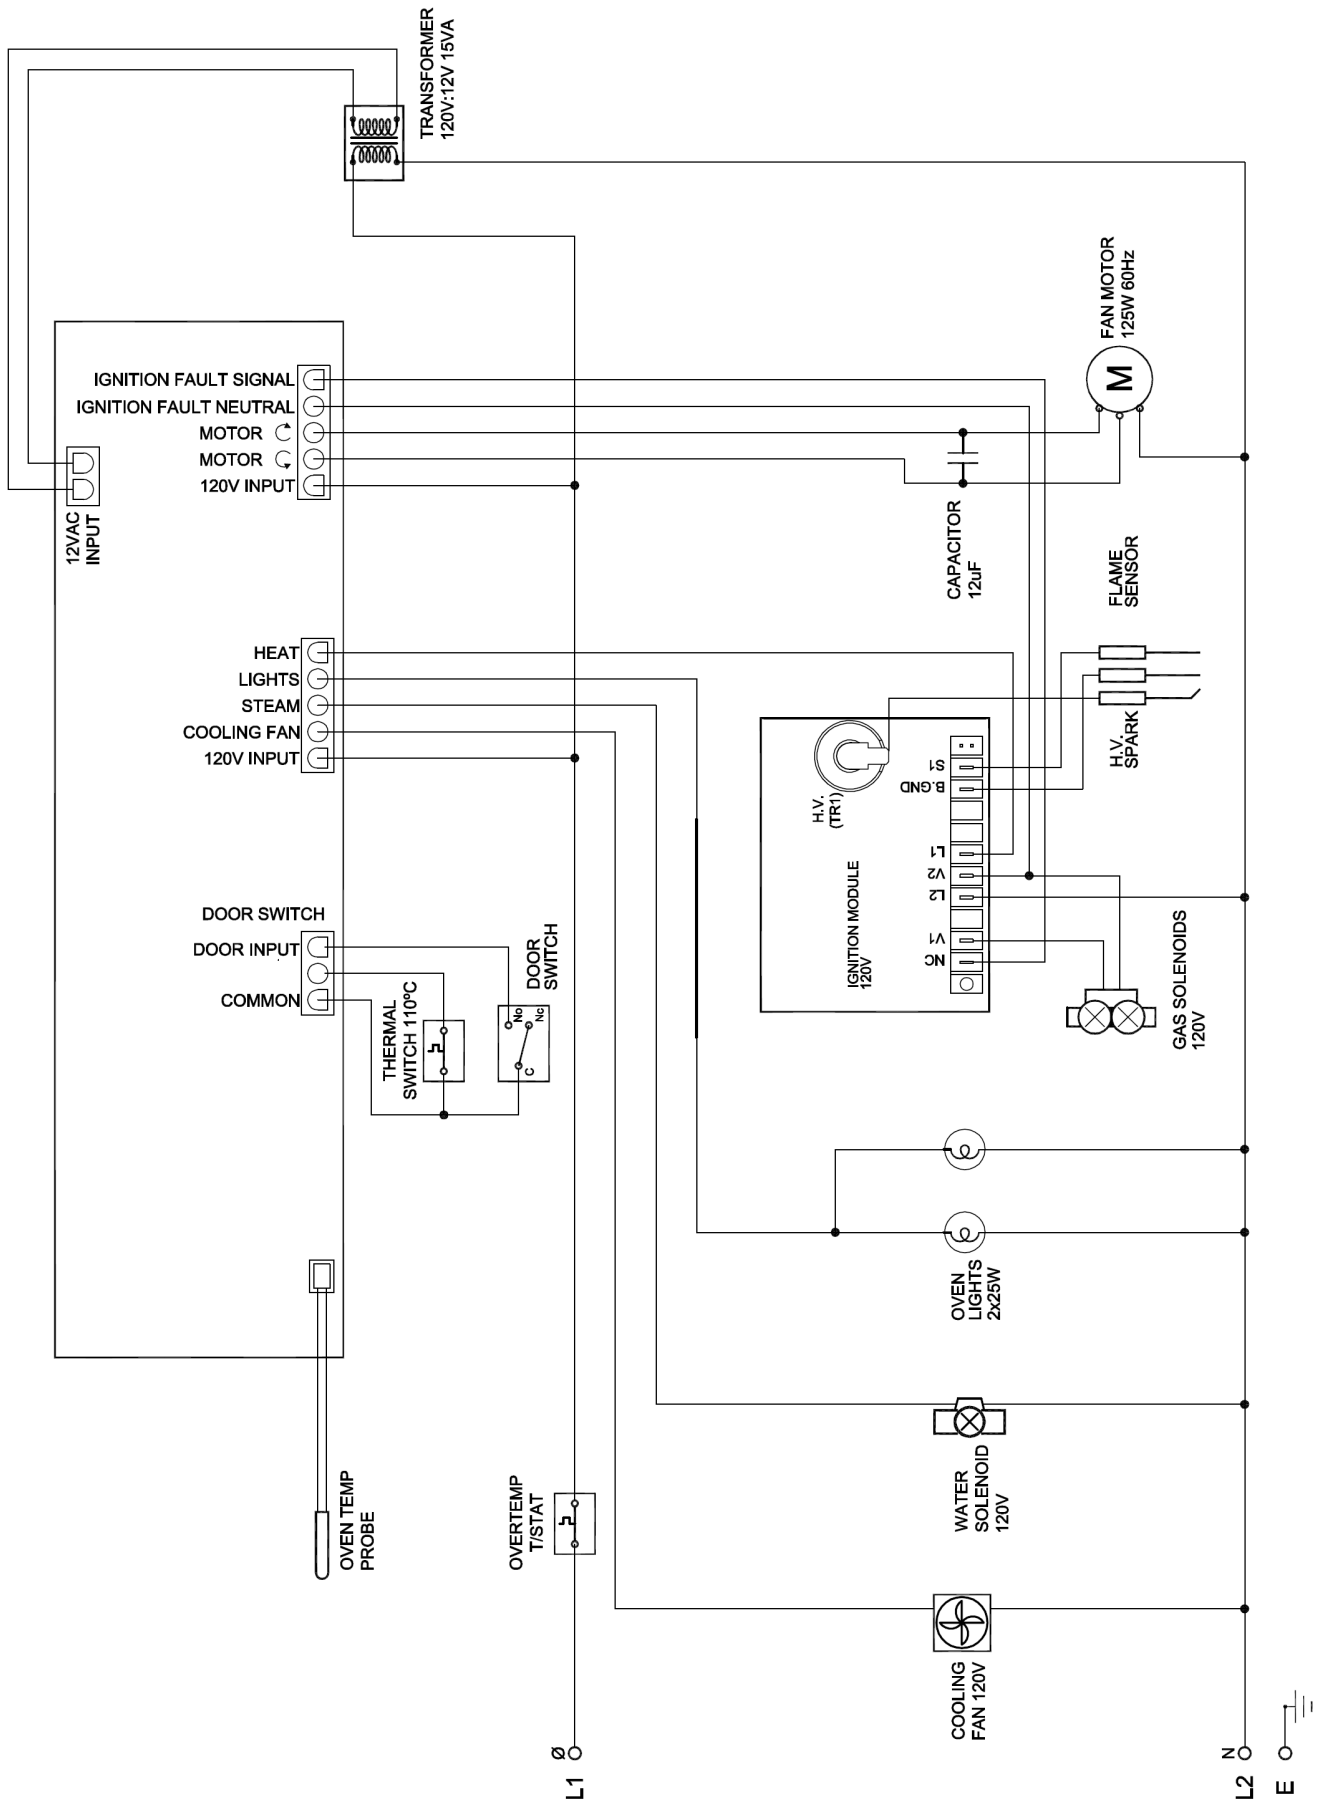 TRANSFORMER
120V:12V 15VA
IGNITION FAULT SIGNAL
IGNITION FAULT NEUTRAL
MOTOR
MOTOR
120V INPUT
12VAC
INPUT
FAN MOTOR
125W 60Hz
M
CAPACITOR
12uF
FLAME
SENSOR
HEAT
LIGHTS
STEAM
COOLING FAN
120V INPUT
H.V.
SPARK
H.V.
(TR1)
IGNITION MODULE
120V
S1
B.GND
L1
V2
L2
V1
NC
DOOR SWITCH
DOOR INPUT
COMMON
THERMAL
SWITCH 110ºC
DOOR
SWITCH
No
Nc
C
GAS SOLENOIDS
120V
OVEN
LIGHTS
2x25W
OVEN TEMP
PROBE
OVERTEMP
T/STAT
WATER
SOLENOID
120V
COOLING
FAN 120V
Ø
L1
N
L2
E